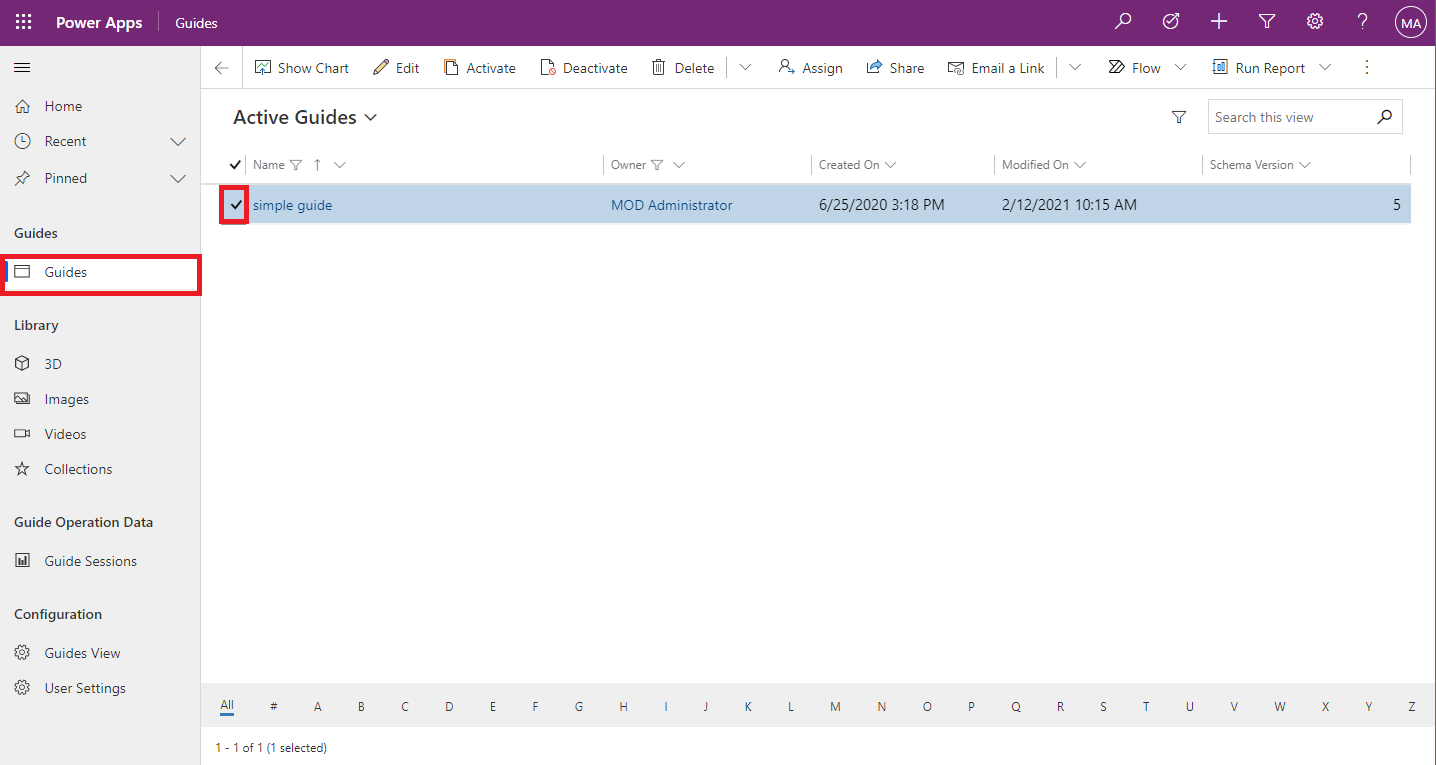 Power Apps Guides ? MA
Show Chart Edit Activate Deactivate Delete Assign Share Email a Link Flow Run Report
Home
Recent
Pinned
Guides
Guides
Library
3D
Images
Videos
Collections
Guide Operation Data
Guide Sessions
Configuration
Guides View
User Settings
Active Guides Search this view
Name Owner Created On Modified On Schema Version
simple guide MOD Administrator 6/25/2020 3:18 PM 2/12/2021 10:15 AM 5
All # A B C D E F G H I J K L M N O P Q R S T U V W X Y Z
1 - 1 of 1 (1 selected)